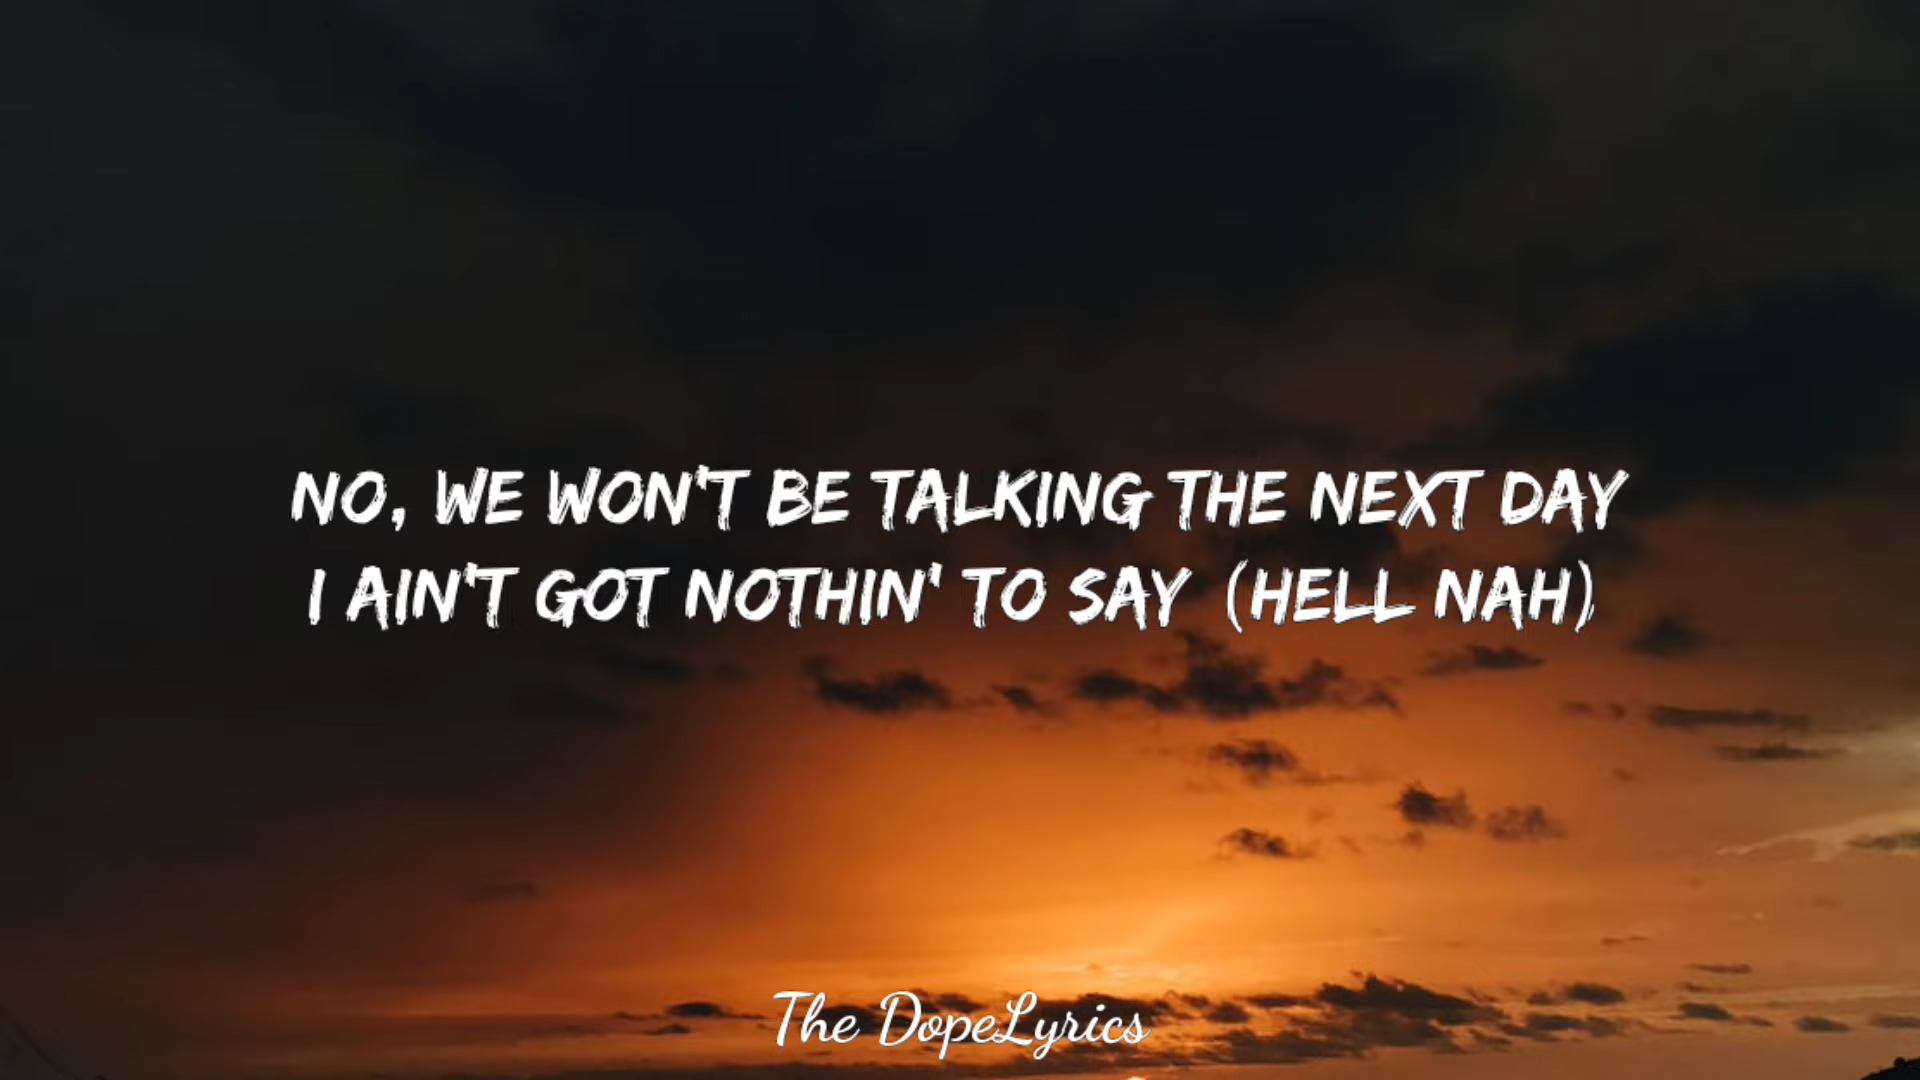 NO, WE WON'T BE TALKING THE NEXT DAY
I AIN'T GOT NOTHIN' TO SAY (HELL NAH)
The DopeLyrics